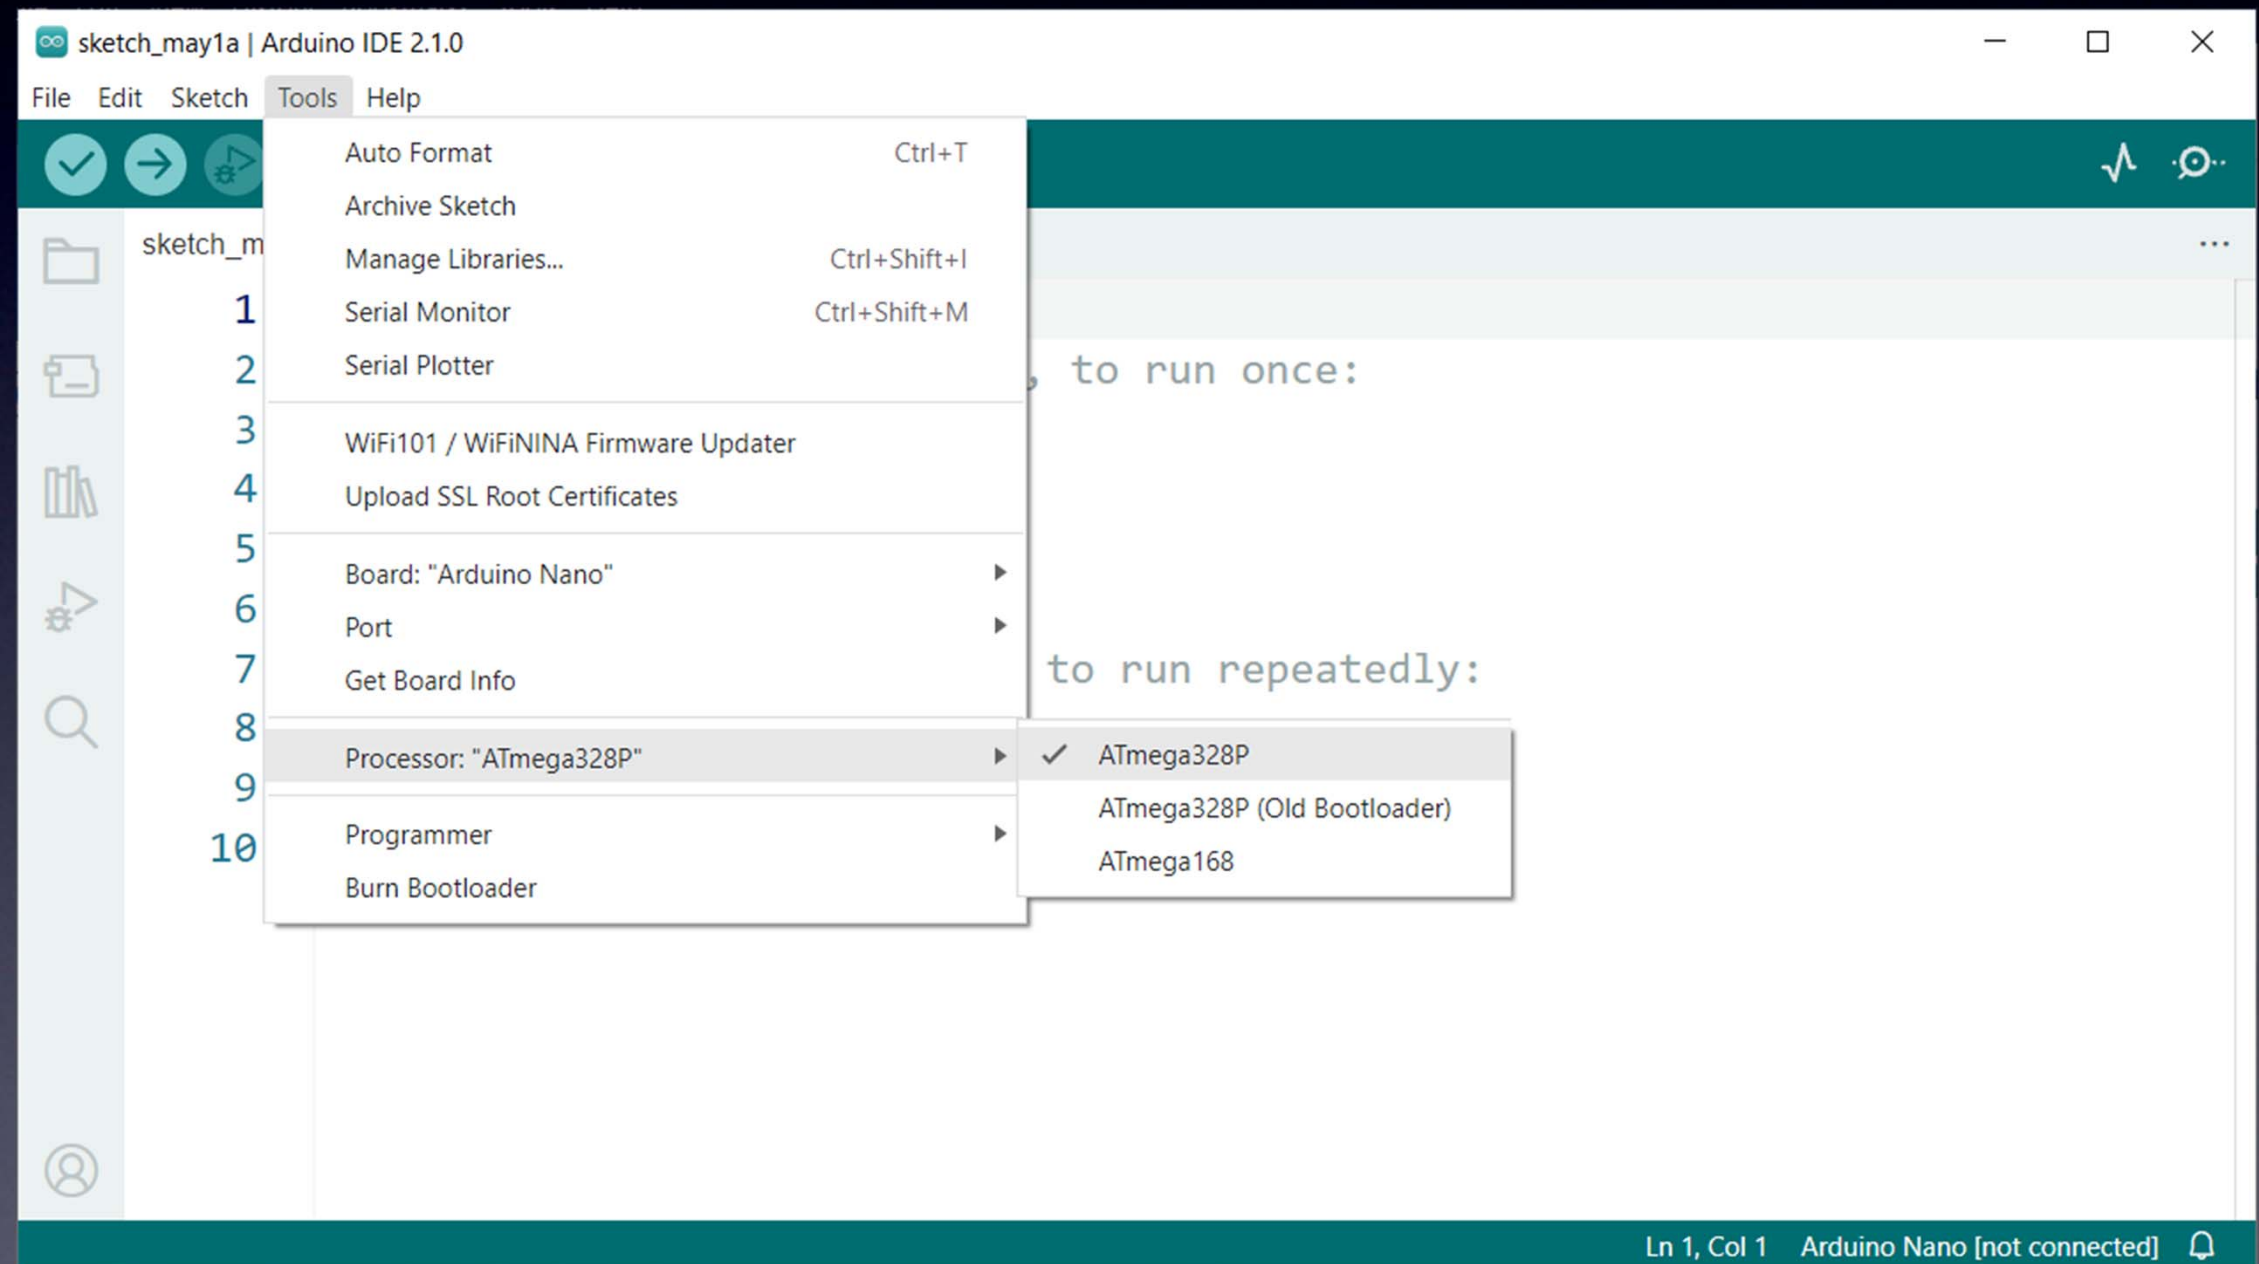 sketch_may1a | Arduino IDE 2.1.0
File Edit Sketch Tools Help
Auto Format Ctrl+T
Archive Sketch
Manage Libraries... Ctrl+Shift+I
Serial Monitor Ctrl+Shift+M
Serial Plotter
WiFi101 / WiFiNINA Firmware Updater
Upload SSL Root Certificates
Board: "Arduino Nano"
Port
Get Board Info
Processor: "ATmega328P"
Programmer
Burn Bootloader
ATmega328P
ATmega328P (Old Bootloader)
ATmega168
sketch_m
1
2 , to run once:
3
4
5
6
7 to run repeatedly:
8
9
10
Ln 1, Col 1 Arduino Nano [not connected]